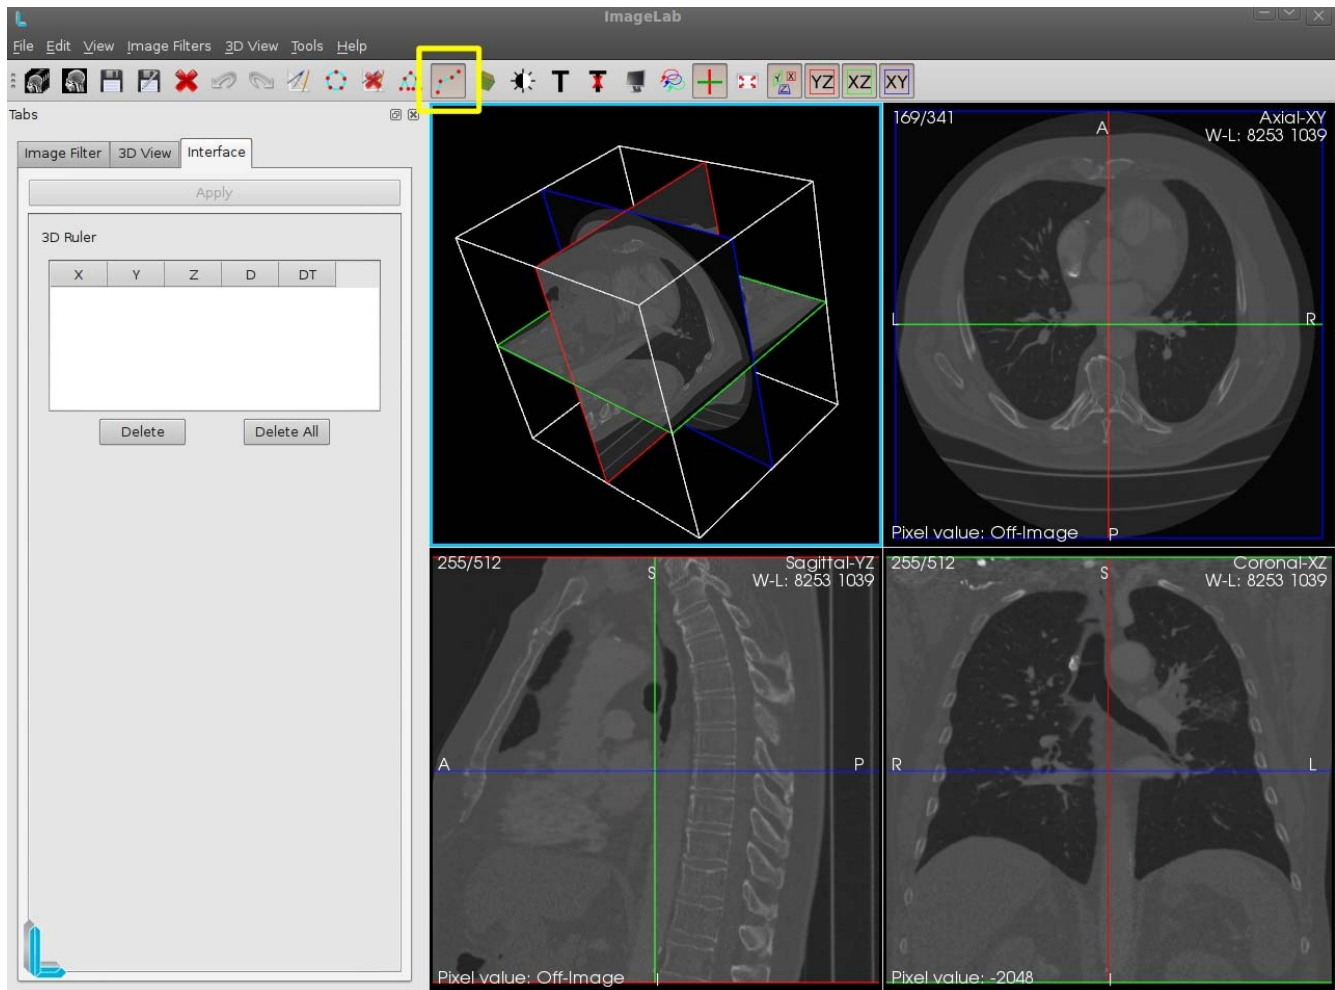 ImageLab
File Edit View Image Filters 3D View Tools Help
T YZ XZ XY
Tabs
Image Filter 3D View Interface
Apply
3D Ruler
X Y Z D DT
Delete Delete All
169/341 Axial-XY
W-L: 8253 1039
A
L R
Pixel value: Off-Image P
255/512 Sagittal-YZ
W-L: 8253 1039
S
A P
Pixel value: Off-Image I
255/512 Coronal-XZ
W-L: 8253 1039
S
R L
Pixel value: -2048 I